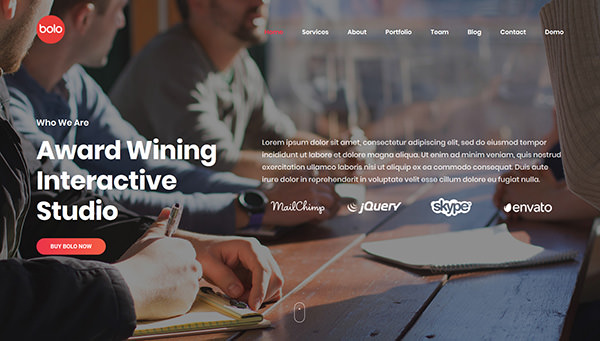 bolo
Home Services About Portfolio Team Blog Contact Demo
Who We Are
Award Wining
Interactive
Studio
Lorem ipsum dolor sit amet, consectetur adipiscing elit, sed do eiusmod tempor
incididunt ut labore et dolore magna aliqua. Ut enim ad minim veniam, quis nostrud
exercitation ullamco laboris nisi ut aliquip ex ea commodo consequat. Duis aute
irure dolor in reprehenderit in voluptate velit esse cillum dolore eu fugiat nulla.
MailChimp jQuery skype envato
BUY BOLO NOW